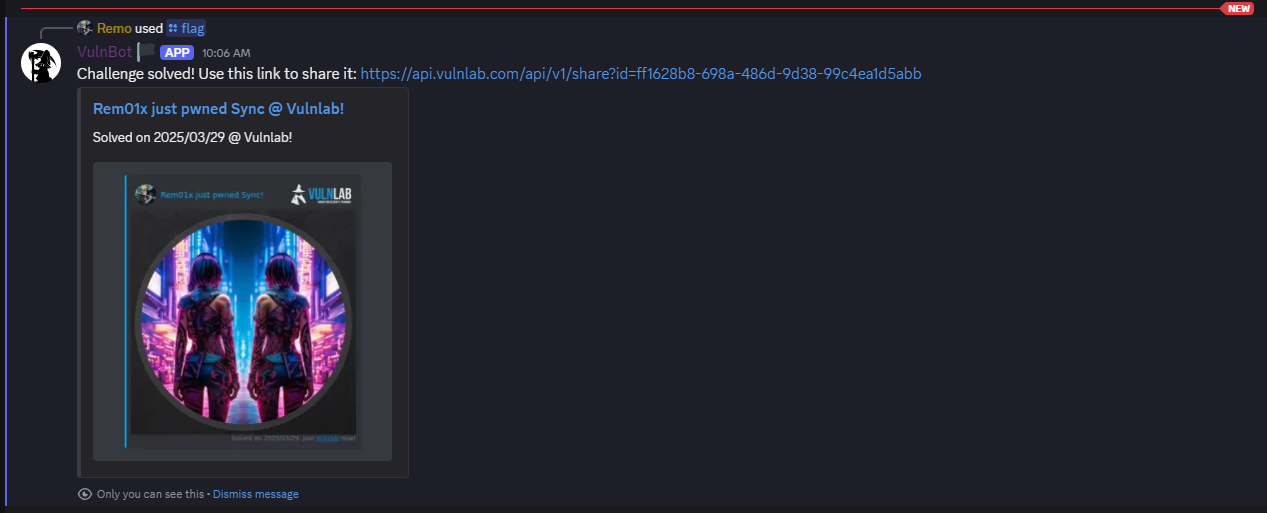 NEW
Remo used flag
VulnBot APP 10:06 AM
Challenge solved! Use this link to share it: https://api.vulnlab.com/api/v1/share?id=ff1628b8-698a-486d-9d38-99c4ea1d5abb
Rem01x just pwned Sync @ Vulnlab!
Solved on 2025/03/29 @ Vulnlab!
Rem01x just pwned Sync!
VULNLAB
Solved on 2025/03/29. Join Vulnlab now!
Only you can see this • Dismiss message